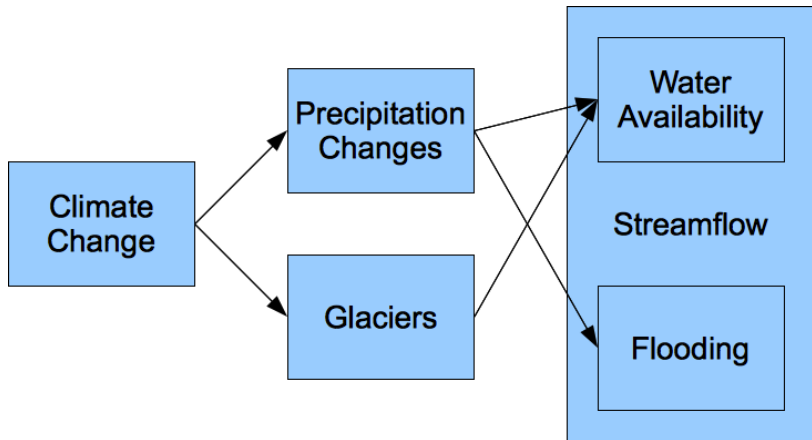 Climate
Change
Precipitation
Changes
Glaciers
Water
Availability
Streamflow
Flooding